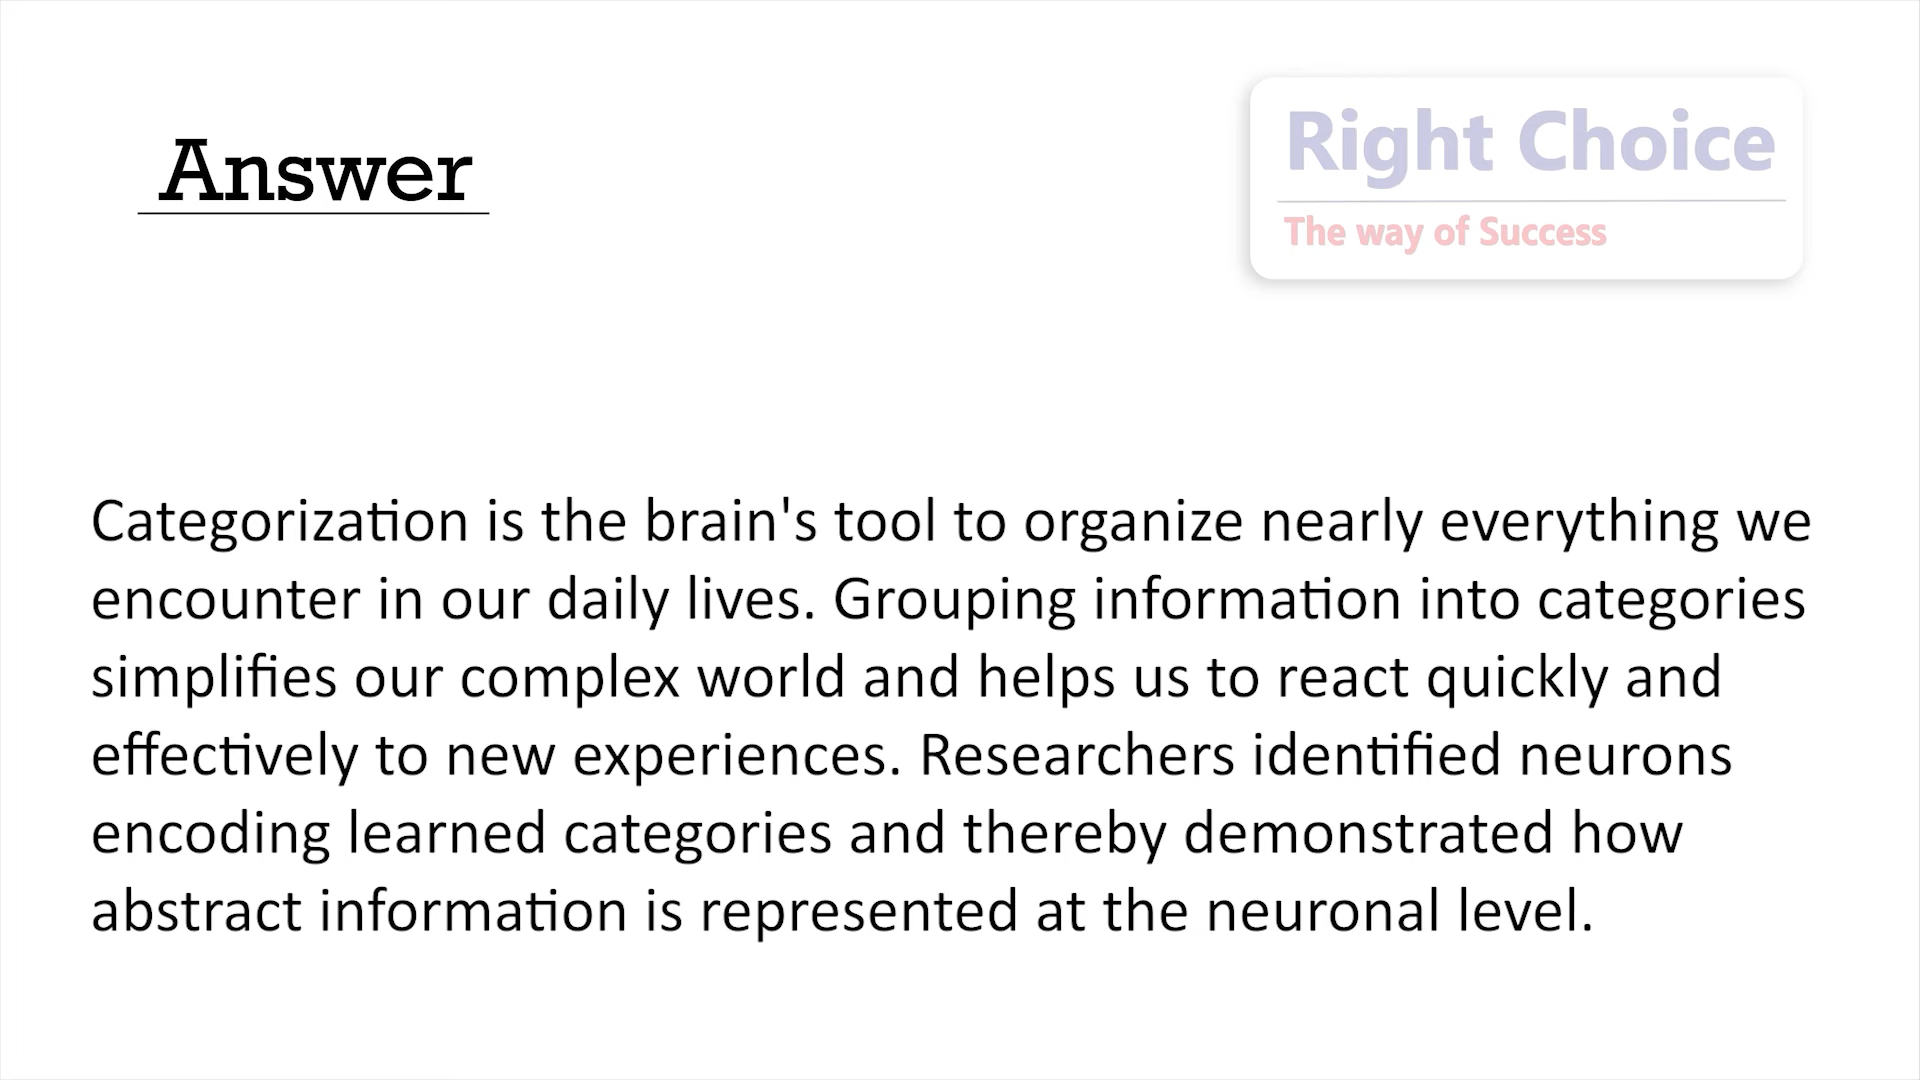 Answer
Right Choice
The way of Success
Categorization is the brain's tool to organize nearly everything we
encounter in our daily lives. Grouping information into categories
simplifies our complex world and helps us to react quickly and
effectively to new experiences. Researchers identified neurons
encoding learned categories and thereby demonstrated how
abstract information is represented at the neuronal level.